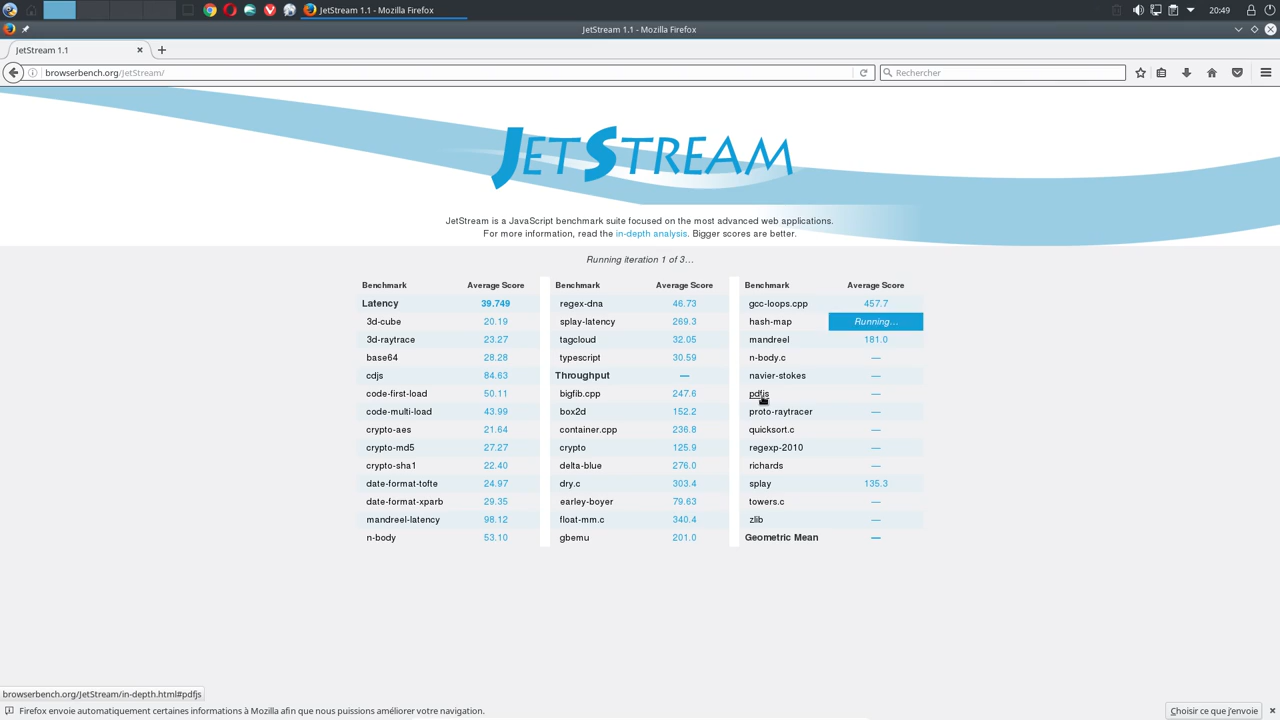 JetStream 1.1 - Mozilla Firefox
20:49
JetStream 1.1 - Mozilla Firefox
JetStream 1.1
browserbench.org/JetStream/
Rechercher
JETSTREAM
JetStream is a JavaScript benchmark suite focused on the most advanced web applications.
For more information, read the in-depth analysis. Bigger scores are better.
Running iteration 1 of 3…
Benchmark Average Score
Latency 39.749
3d-cube 20.19
3d-raytrace 23.27
base64 28.28
cdjs 84.63
code-first-load 50.11
code-multi-load 43.99
crypto-aes 21.64
crypto-md5 27.27
crypto-sha1 22.40
date-format-tofte 24.97
date-format-xparb 29.35
mandreel-latency 98.12
n-body 53.10
Benchmark Average Score
regex-dna 46.73
splay-latency 269.3
tagcloud 32.05
typescript 30.59
Throughput —
bigfib.cpp 247.6
box2d 152.2
container.cpp 236.8
crypto 125.9
delta-blue 276.0
dry.c 303.4
earley-boyer 79.63
float-mm.c 340.4
gbemu 201.0
Benchmark Average Score
gcc-loops.cpp 457.7
hash-map Running…
mandreel 181.0
n-body.c —
navier-stokes —
pdfjs —
proto-raytracer —
quicksort.c —
regexp-2010 —
richards —
splay 135.3
towers.c —
zlib —
Geometric Mean —
browserbench.org/JetStream/in-depth.html#pdfjs
Firefox envoie automatiquement certaines informations à Mozilla afin que nous puissions améliorer votre navigation.
Choisir ce que j'envoie